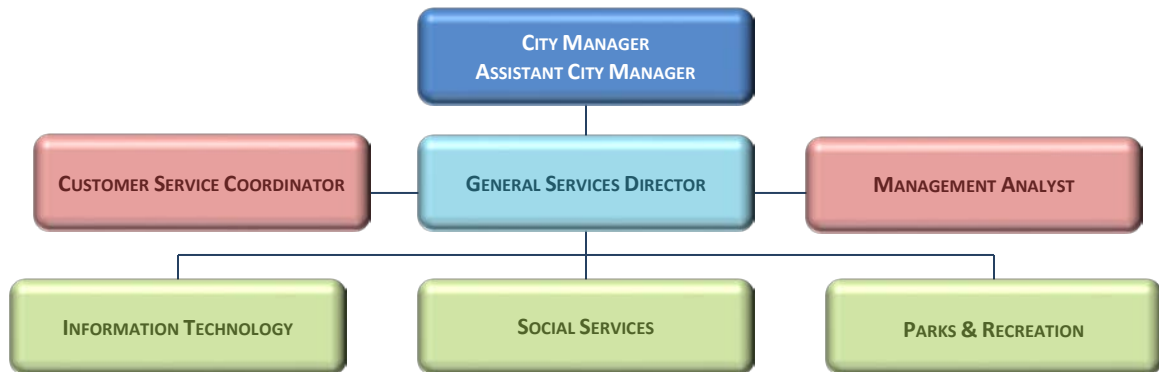 CITY MANAGER
ASSISTANT CITY MANAGER
CUSTOMER SERVICE COORDINATOR
GENERAL SERVICES DIRECTOR
MANAGEMENT ANALYST
INFORMATION TECHNOLOGY
SOCIAL SERVICES
PARKS & RECREATION